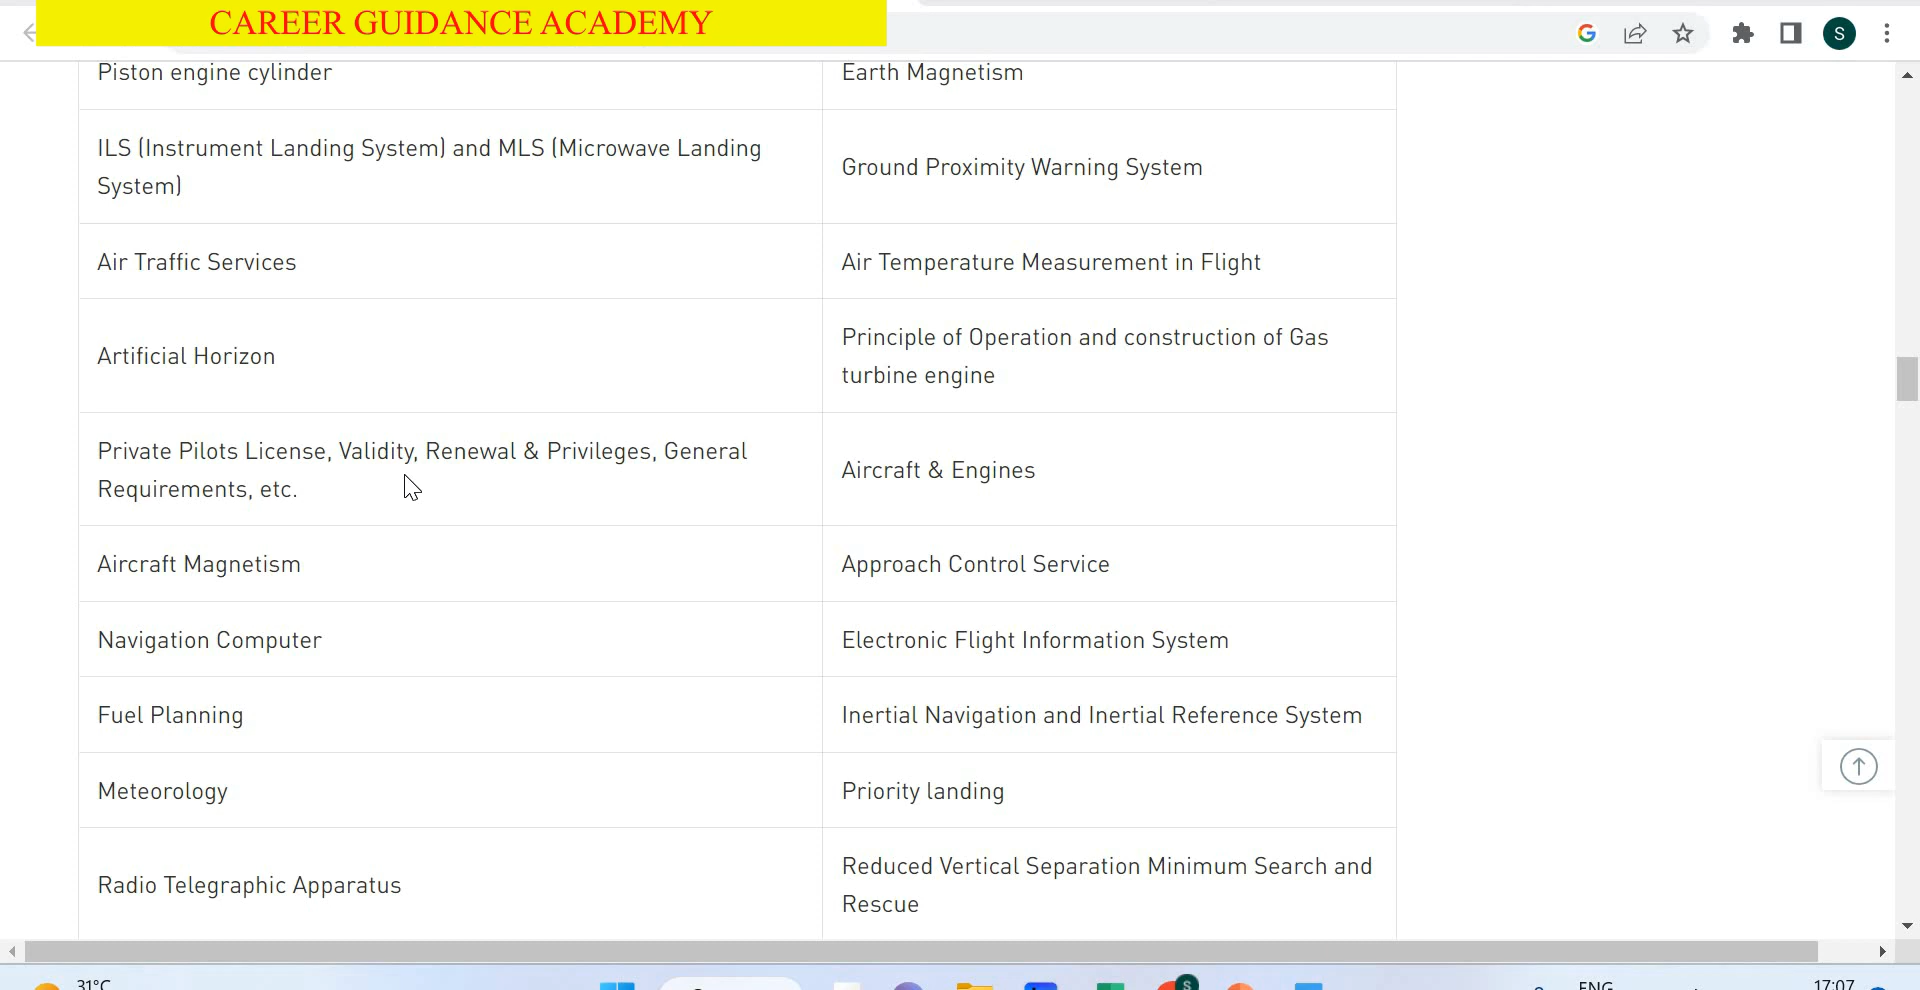 CAREER GUIDANCE ACADEMY
S
Piston engine cylinder
Earth Magnetism
ILS (Instrument Landing System) and MLS (Microwave Landing
System)
Ground Proximity Warning System
Air Traffic Services
Air Temperature Measurement in Flight
Artificial Horizon
Principle of Operation and construction of Gas
turbine engine
Private Pilots License, Validity, Renewal & Privileges, General
Requirements, etc.
Aircraft & Engines
Aircraft Magnetism
Approach Control Service
Navigation Computer
Electronic Flight Information System
Fuel Planning
Inertial Navigation and Inertial Reference System
Meteorology
Priority landing
Radio Telegraphic Apparatus
Reduced Vertical Separation Minimum Search and
Rescue
31°C
S
ENG
17:07